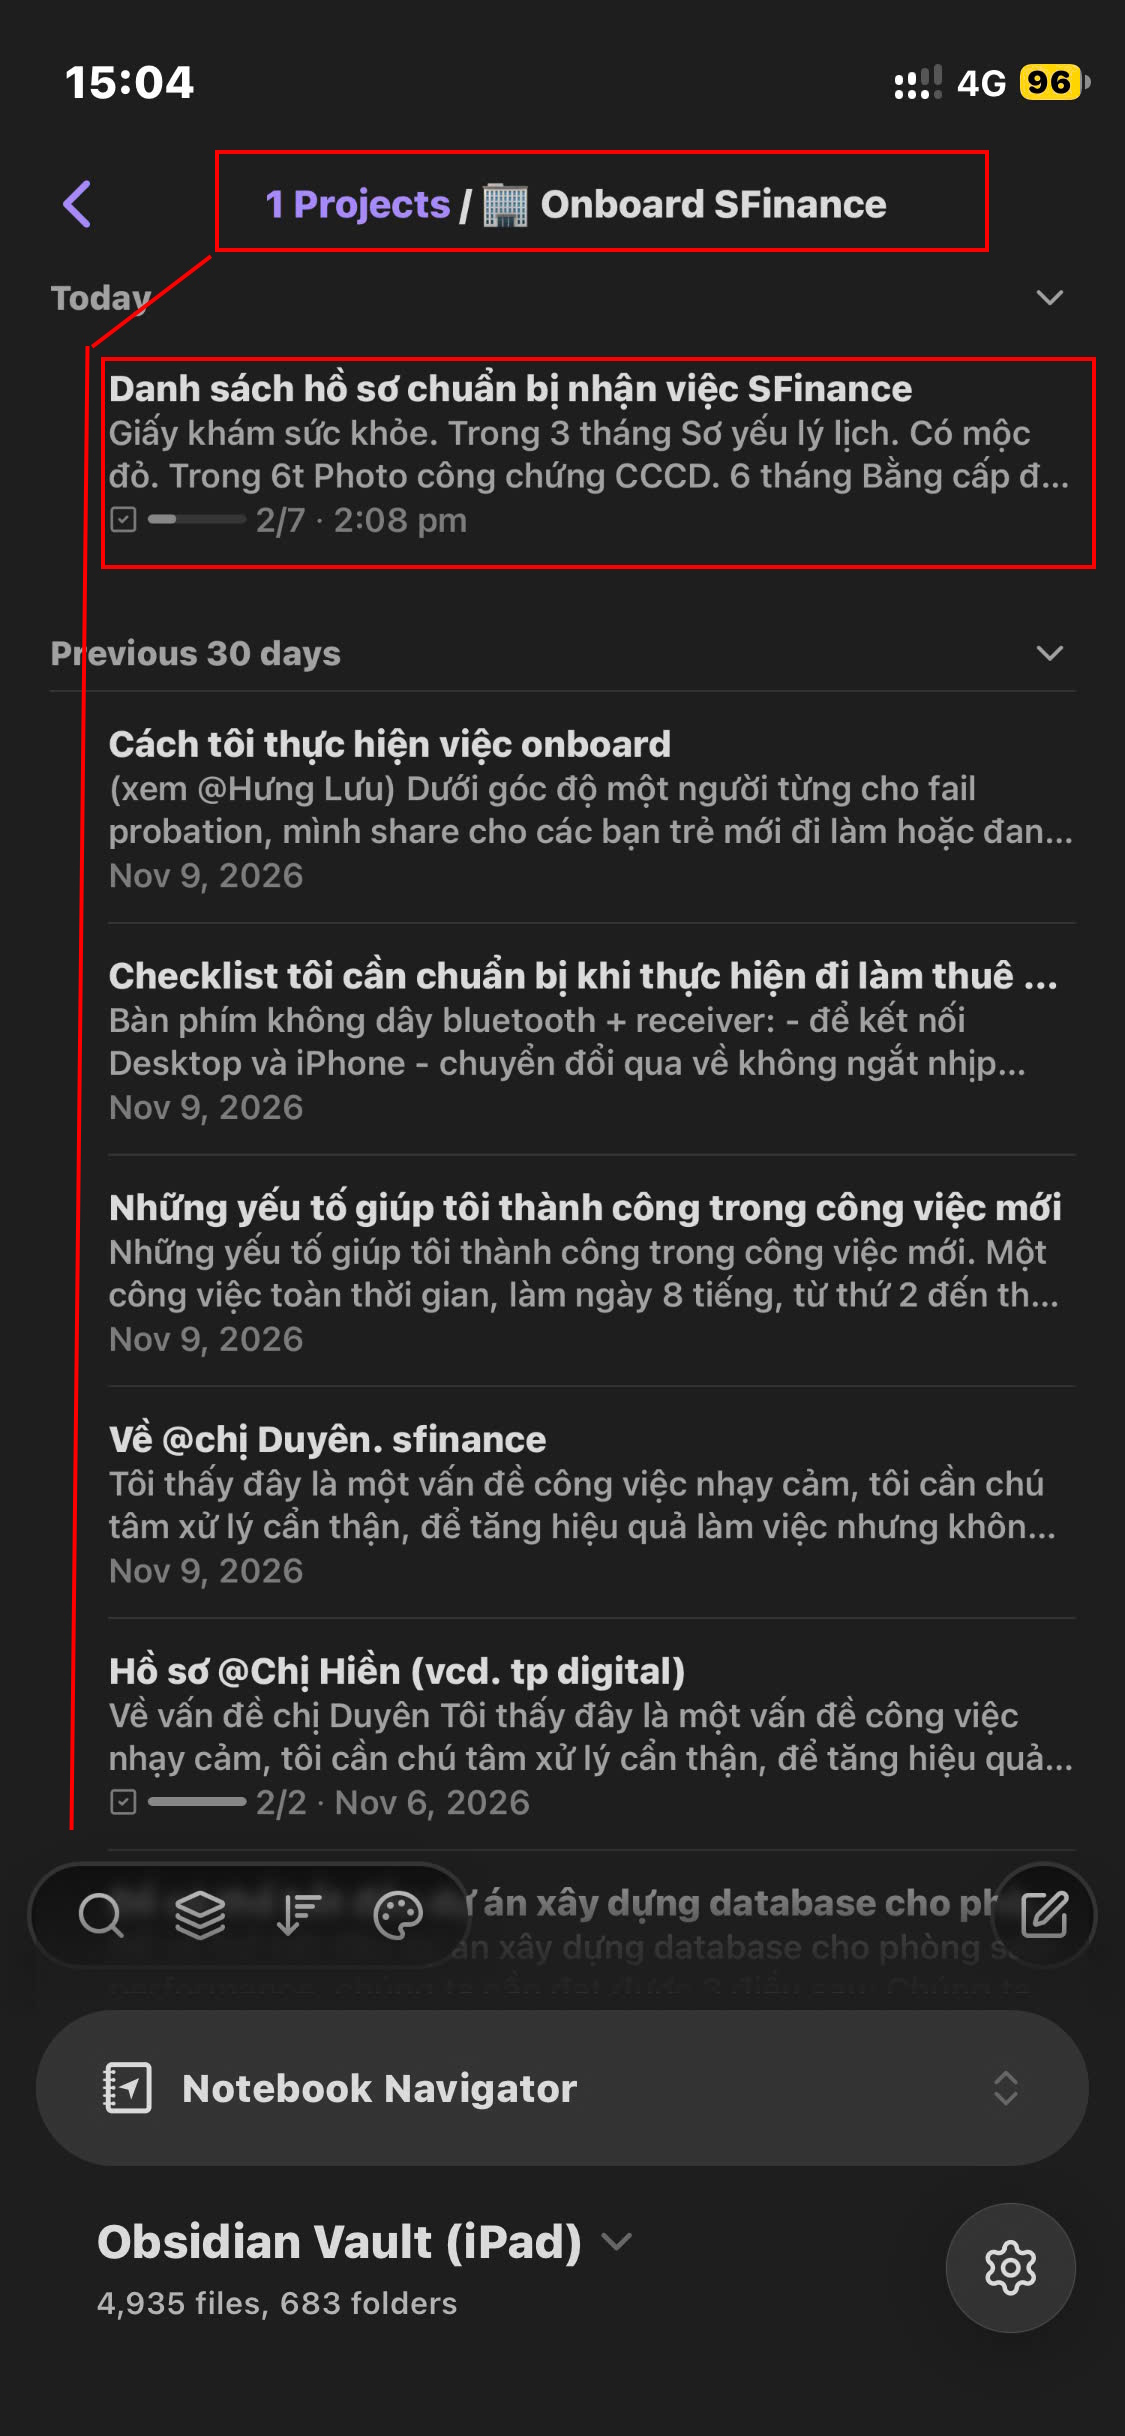 15:04
4G 96
1 Projects / 🏢 Onboard SFinance
Today
Danh sách hồ sơ chuẩn bị nhận việc SFinance
Giấy khám sức khỏe. Trong 3 tháng Sơ yếu lý lịch. Có mộc
đỏ. Trong 6t Photo công chứng CCCD. 6 tháng Bằng cấp đ...
2/7 · 2:08 pm
Previous 30 days
Cách tôi thực hiện việc onboard
(xem @Hưng Lưu) Dưới góc độ một người từng cho fail
probation, mình share cho các bạn trẻ mới đi làm hoặc đan...
Nov 9, 2026
Checklist tôi cần chuẩn bị khi thực hiện đi làm thuê ...
Bàn phím không dây bluetooth + receiver: - để kết nối
Desktop và iPhone - chuyển đổi qua về không ngắt nhịp...
Nov 9, 2026
Những yếu tố giúp tôi thành công trong công việc mới
Những yếu tố giúp tôi thành công trong công việc mới. Một
công việc toàn thời gian, làm ngày 8 tiếng, từ thứ 2 đến th...
Nov 9, 2026
Về @chị Duyên. sfinance
Tôi thấy đây là một vấn đề công việc nhạy cảm, tôi cần chú
tâm xử lý cẩn thận, để tăng hiệu quả làm việc nhưng khôn...
Nov 9, 2026
Hồ sơ @Chị Hiền (vcd. tp digital)
Về vấn đề chị Duyên Tôi thấy đây là một vấn đề công việc
nhạy cảm, tôi cần chú tâm xử lý cẩn thận, để tăng hiệu quả...
2/2 · Nov 6, 2026
án xây dựng database cho
án xây dựng database cho phòng
Notebook Navigator
Obsidian Vault (iPad)
4,935 files, 683 folders